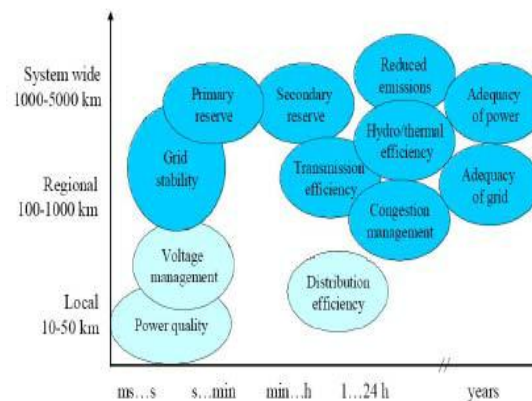 System wide
1000-5000 km
Regional
100-1000 km
Local
10-50 km
Primary
reserve
Secondary
reserve
Reduced
emissions
Adequacy
of power
Grid
stability
Hydro/thermal
efficiency
Transmission
efficiency
Adequacy
of grid
Congestion
management
Voltage
management
Distribution
efficiency
Power quality
ms…s
s…min
min…h
1…24 h
//
years